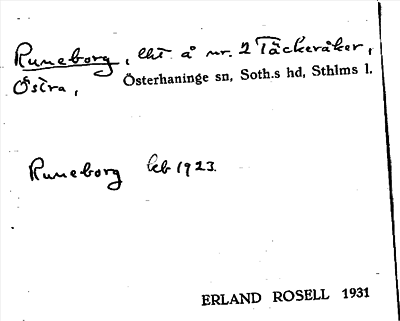 Runeborg, lht å nr. 2 Täckeråker,
Östra, Österhaninge sn, Soth.s hd, Sthlms l.
Runeborg leb 1923.
ERLAND ROSELL 1931